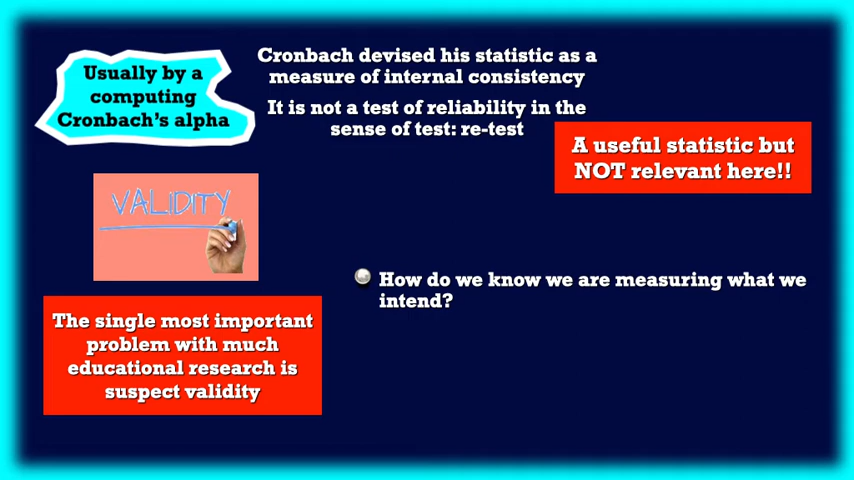 Usually by a
computing
Cronbach's alpha
Cronbach devised his statistic as a
measure of internal consistency
It is not a test of reliability in the
sense of test: re-test
A useful statistic but
NOT relevant here!!
VALIDITY
How do we know we are measuring what we
intend?
The single most important
problem with much
educational research is
suspect validity